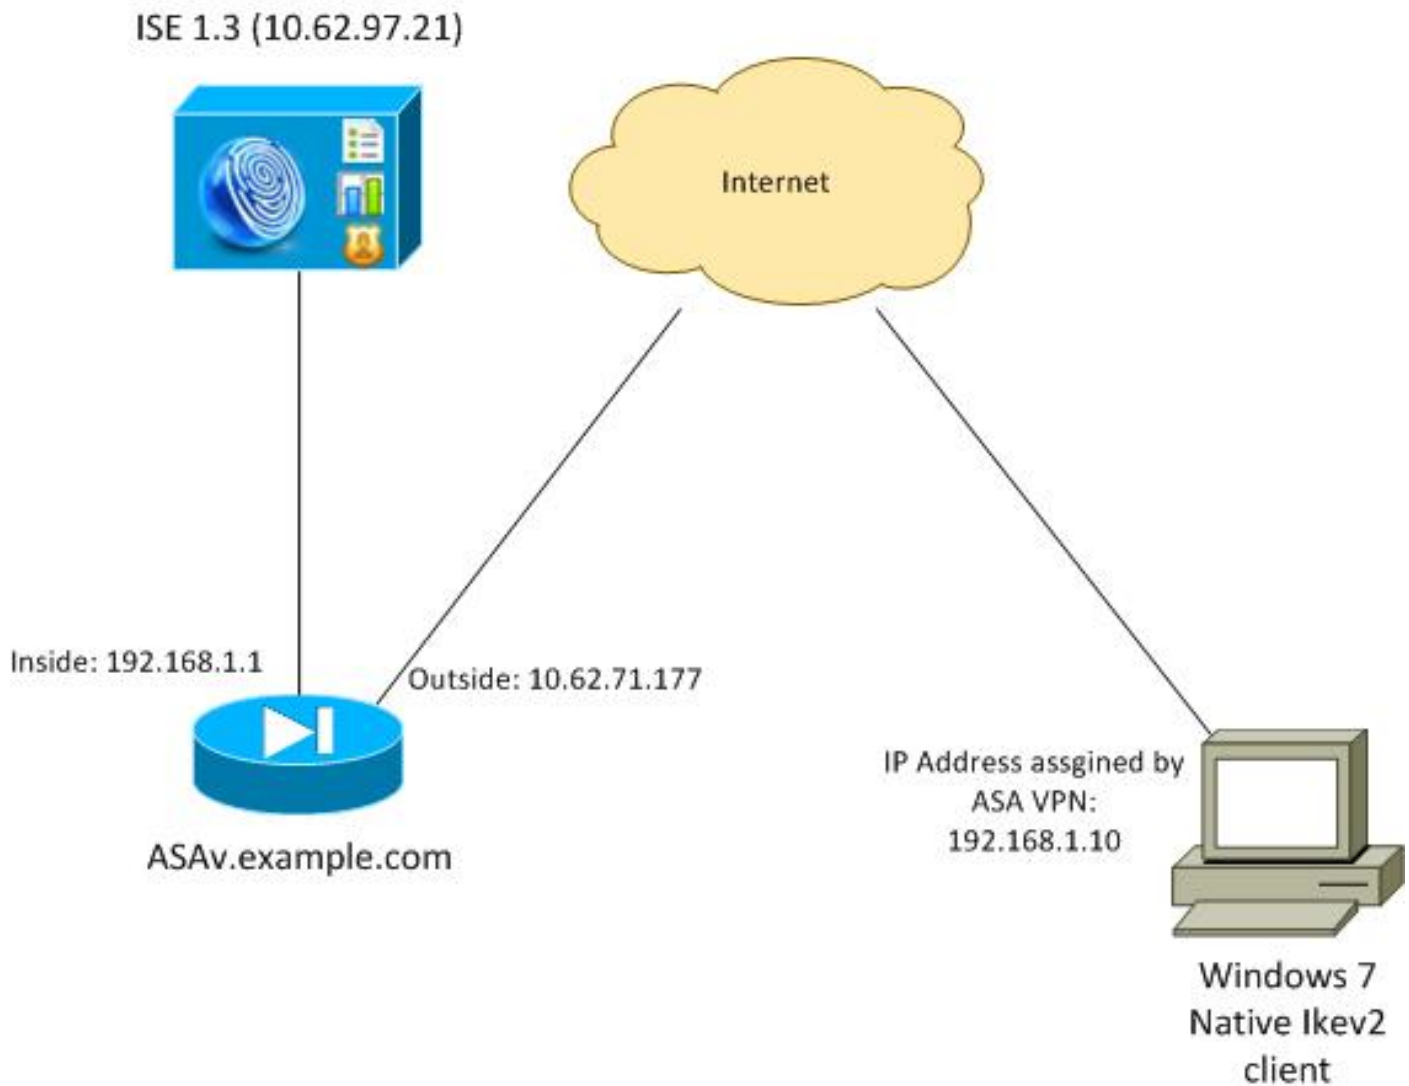 ISE 1.3 (10.62.97.21)
Internet
Inside: 192.168.1.1
Outside: 10.62.71.177
ASAv.example.com
IP Address assgined by
ASA VPN:
192.168.1.10
Windows 7
Native Ikev2
client